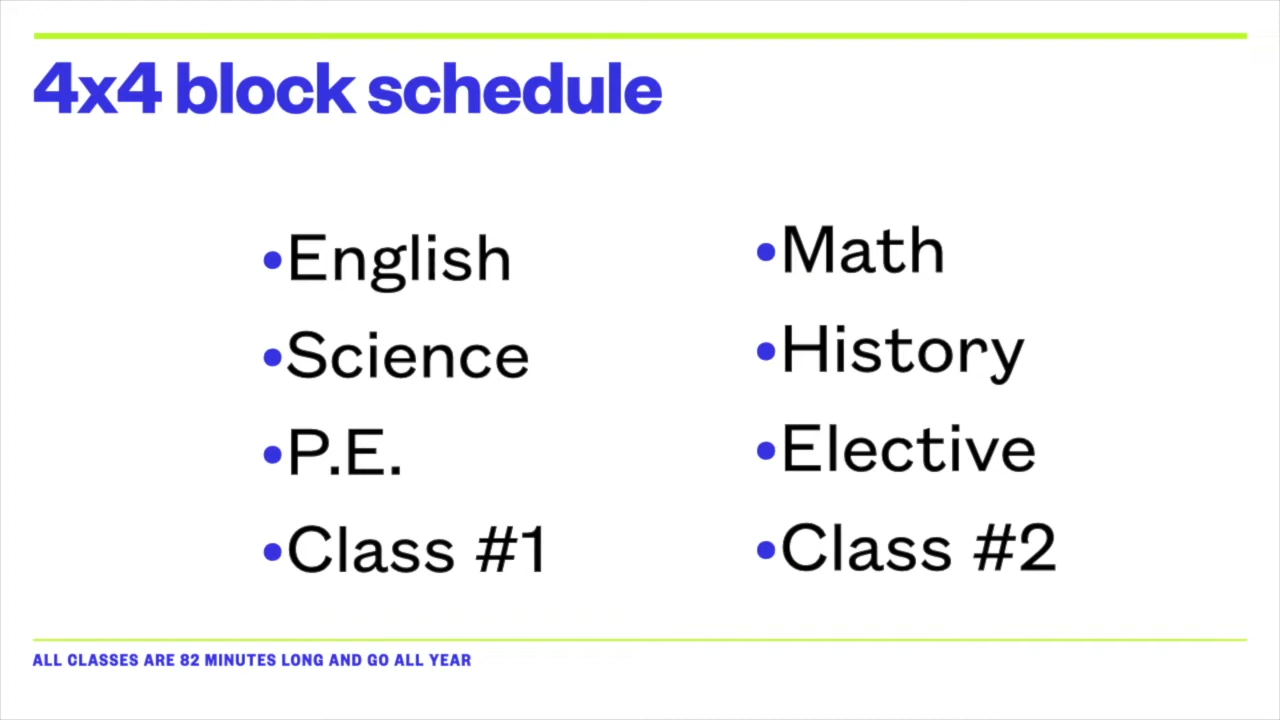 4x4 block schedule
•English
•Science
•P.E.
•Class #1
•Math
•History
•Elective
•Class #2
ALL CLASSES ARE 82 MINUTES LONG AND GO ALL YEAR